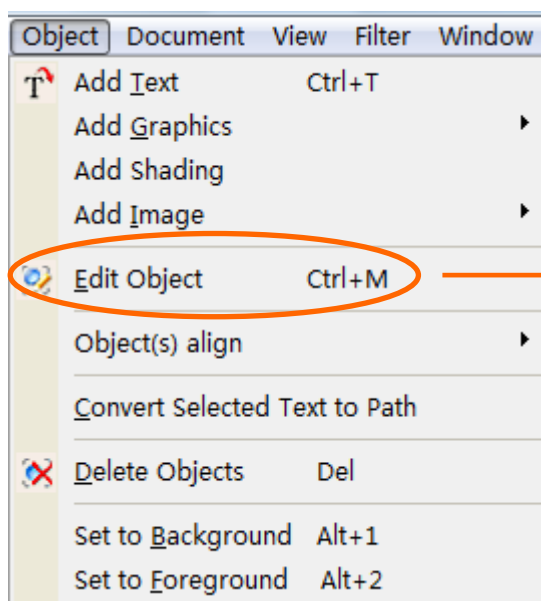 Object Document View Filter Window
Add Text Ctrl+T
Add Graphics
Add Shading
Add Image
Edit Object Ctrl+M
Object(s) align
Convert Selected Text to Path
Delete Objects Del
Set to Background Alt+1
Set to Foreground Alt+2